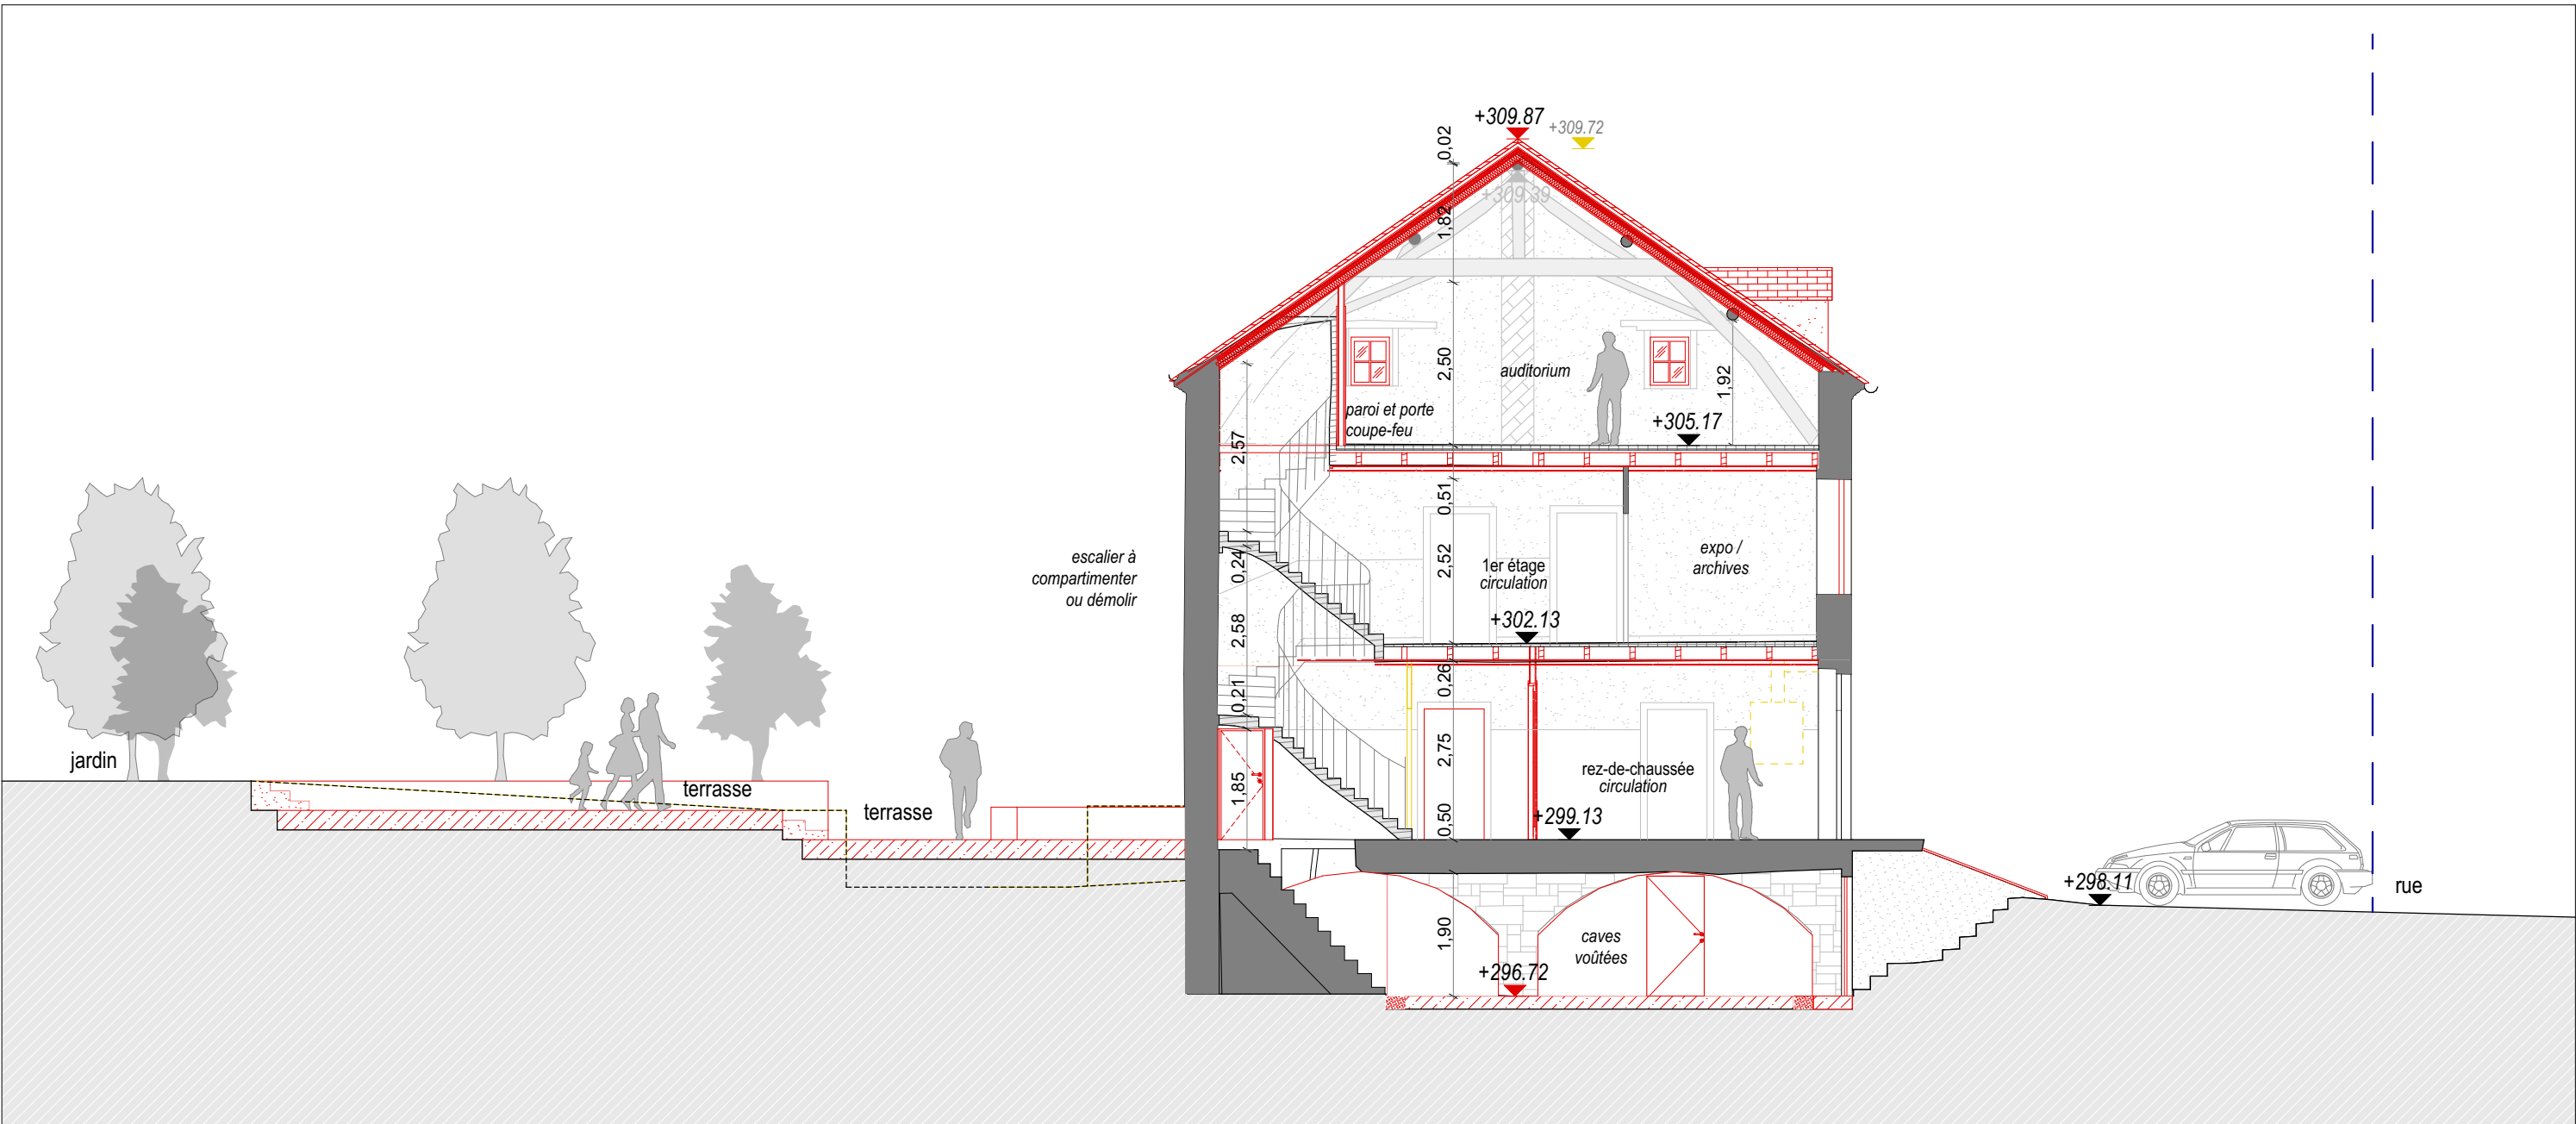 +309.87
+309.72
0,02
+309.39
1,82
2,50
auditorium
1,92
paroi et porte
coupe-feu
+305.17
2,57
0,51
escalier à
compartimenter
ou démolir
0,24
2,52
1er étage
circulation
expo /
archives
+302.13
2,58
0,26
0,21
jardin
terrasse
terrasse
1,85
2,75
rez-de-chaussée
circulation
0,50
+299.13
+298.11
rue
1,90
caves
voûtées
+296.72